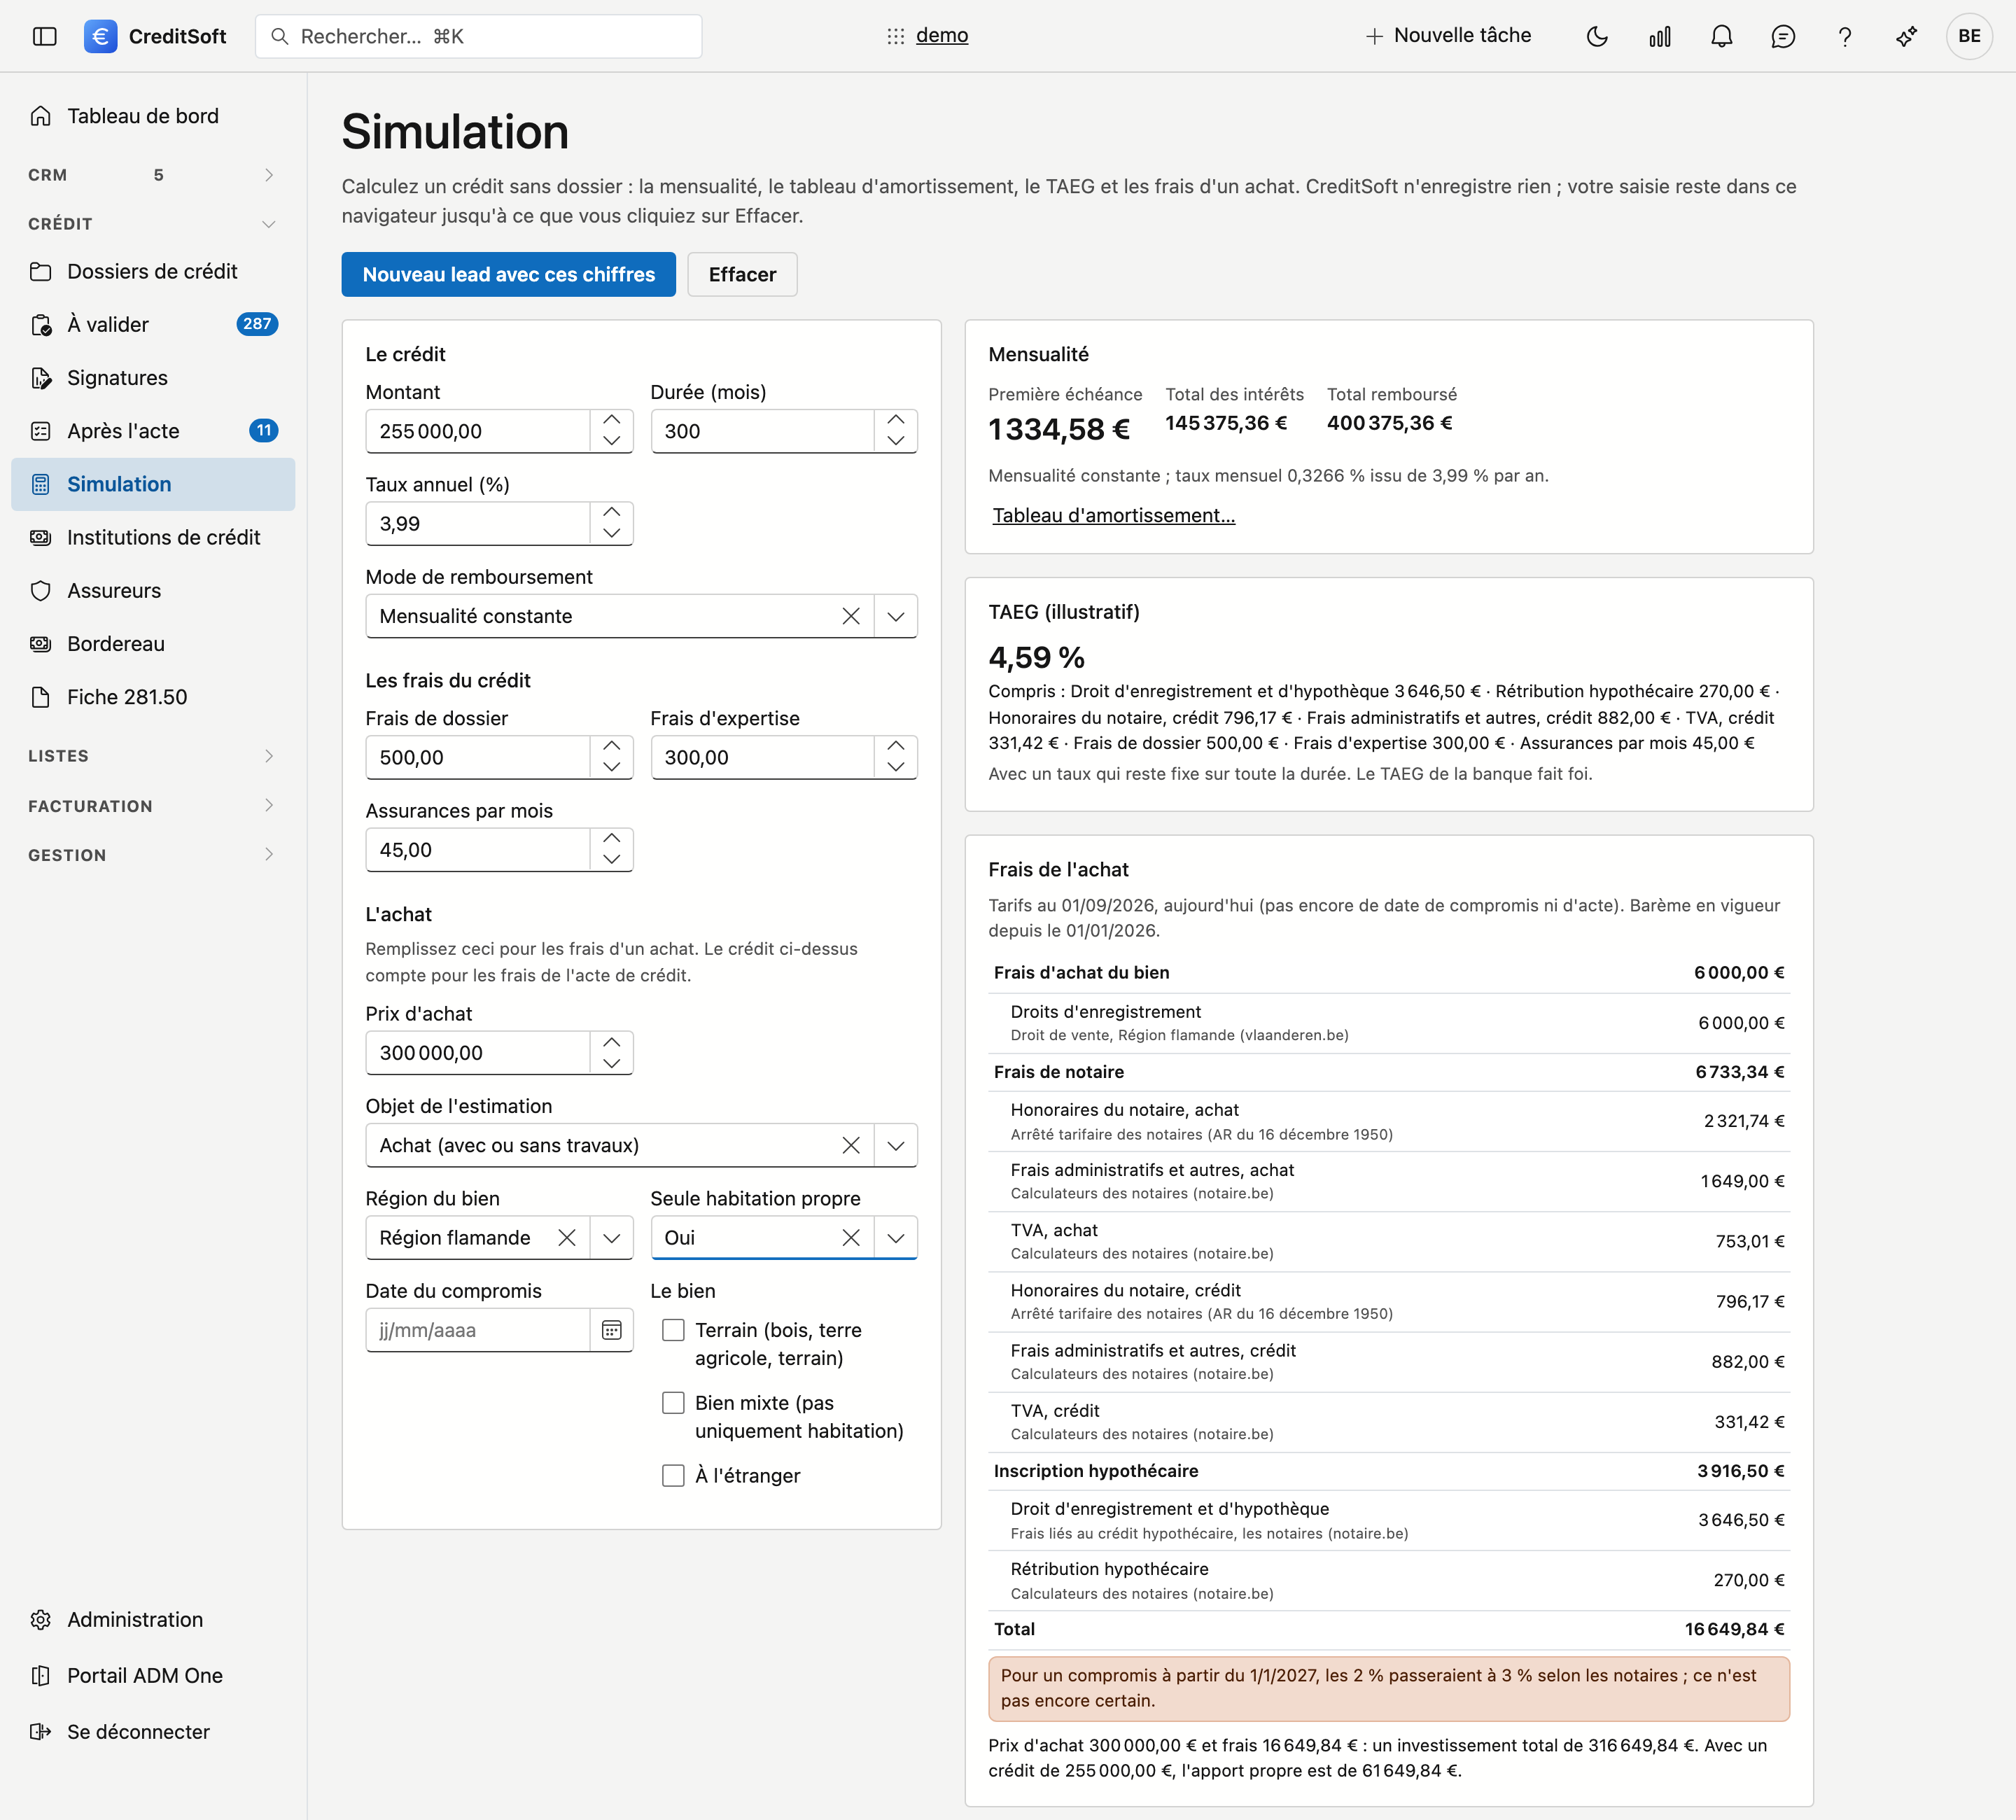 € CreditSoft
Rechercher... ⌘K
demo
Nouvelle tâche
BE
Tableau de bord
CRM 5
CRÉDIT
Dossiers de crédit
À valider 287
Signatures
Après l'acte 11
Simulation
Institutions de crédit
Assureurs
Bordereau
Fiche 281.50
LISTES
FACTURATION
GESTION
Administration
Portail ADM One
Se déconnecter
Simulation
Calculez un crédit sans dossier : la mensualité, le tableau d'amortissement, le TAEG et les frais d'un achat. CreditSoft n'enregistre rien ; votre saisie reste dans ce
navigateur jusqu'à ce que vous cliquiez sur Effacer.
Nouveau lead avec ces chiffres
Effacer
Le crédit
Montant Durée (mois)
255 000,00 300
Taux annuel (%)
3,99
Mode de remboursement
Mensualité constante
Les frais du crédit
Frais de dossier Frais d'expertise
500,00 300,00
Assurances par mois
45,00
L'achat
Remplissez ceci pour les frais d'un achat. Le crédit ci-dessus
compte pour les frais de l'acte de crédit.
Prix d'achat
300 000,00
Objet de l'estimation
Achat (avec ou sans travaux)
Région du bien Seule habitation propre
Région flamande Oui
Date du compromis Le bien
jj/mm/aaaa
Terrain (bois, terre
agricole, terrain)
Bien mixte (pas
uniquement habitation)
À l'étranger
Mensualité
Première échéance Total des intérêts Total remboursé
1 334,58 € 145 375,36 € 400 375,36 €
Mensualité constante ; taux mensuel 0,3266 % issu de 3,99 % par an.
Tableau d'amortissement...
TAEG (illustratif)
4,59 %
Compris : Droit d'enregistrement et d'hypothèque 3 646,50 € · Rétribution hypothécaire 270,00 € ·
Honoraires du notaire, crédit 796,17 € · Frais administratifs et autres, crédit 882,00 € · TVA, crédit
331,42 € · Frais de dossier 500,00 € · Frais d'expertise 300,00 € · Assurances par mois 45,00 €
Avec un taux qui reste fixe sur toute la durée. Le TAEG de la banque fait foi.
Frais de l'achat
Tarifs au 01/09/2026, aujourd'hui (pas encore de date de compromis ni d'acte). Barème en vigueur
depuis le 01/01/2026.
Frais d'achat du bien 6 000,00 €
Droits d'enregistrement 6 000,00 €
Droit de vente, Région flamande (vlaanderen.be)
Frais de notaire 6 733,34 €
Honoraires du notaire, achat 2 321,74 €
Arrêté tarifaire des notaires (AR du 16 décembre 1950)
Frais administratifs et autres, achat 1 649,00 €
Calculateurs des notaires (notaire.be)
TVA, achat 753,01 €
Calculateurs des notaires (notaire.be)
Honoraires du notaire, crédit 796,17 €
Arrêté tarifaire des notaires (AR du 16 décembre 1950)
Frais administratifs et autres, crédit 882,00 €
Calculateurs des notaires (notaire.be)
TVA, crédit 331,42 €
Calculateurs des notaires (notaire.be)
Inscription hypothécaire 3 916,50 €
Droit d'enregistrement et d'hypothèque 3 646,50 €
Frais liés au crédit hypothécaire, les notaires (notaire.be)
Rétribution hypothécaire 270,00 €
Calculateurs des notaires (notaire.be)
Total 16 649,84 €
Pour un compromis à partir du 1/1/2027, les 2 % passeraient à 3 % selon les notaires ; ce n'est
pas encore certain.
Prix d'achat 300 000,00 € et frais 16 649,84 € : un investissement total de 316 649,84 €. Avec un
crédit de 255 000,00 €, l'apport propre est de 61 649,84 €.